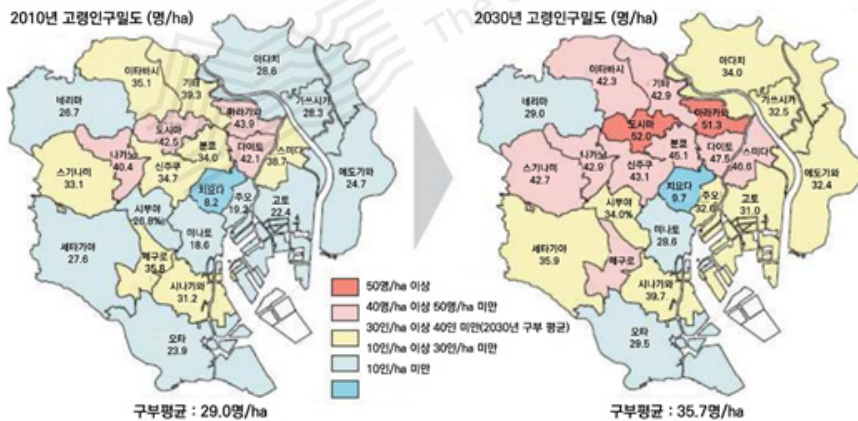 2010년 고령인구밀도 (명/ha)
아다치
28.6
이타바시
35.1
기타
39.3
네리마
26.7
가쓰시카
28.3
화라가와
43.9
도시마
42.5
나카노
40.4
분쿄
34.0
다이토
42.1
스미다
38.7
스기나미
33.1
신주쿠
34.7
에도가와
24.7
치요다
8.2
주오
19.2
고토
22.4
시부야
26.8%
미나토
18.6
세타가야
27.6
메구로
35.8
시나가와
31.2
오타
23.9
구부평균 : 29.0명/ha
2030년 고령인구밀도 (명/ha)
아다치
34.0
이타바시
42.3
기타
42.9
네리마
29.0
가쓰시카
32.5
아라카와
51.3
도시마
52.0
나카노
42.9
분쿄
45.1
다이토
47.5
스미다
46.6
스기나미
42.7
신주쿠
43.1
에도가와
32.4
치요다
9.7
주오
32.6
고토
31.0
시부야
34.0%
미나토
28.6
세타가야
35.9
메구로
시나가와
39.7
오타
29.5
구부평균 : 35.7명/ha
50명/ha 이상
40명/ha 이상 50명/ha 미만
30인/ha 이상 40인 미만(2030년 구부 평균)
10인/ha 이상 30인/ha 미만
10인/ha 미만